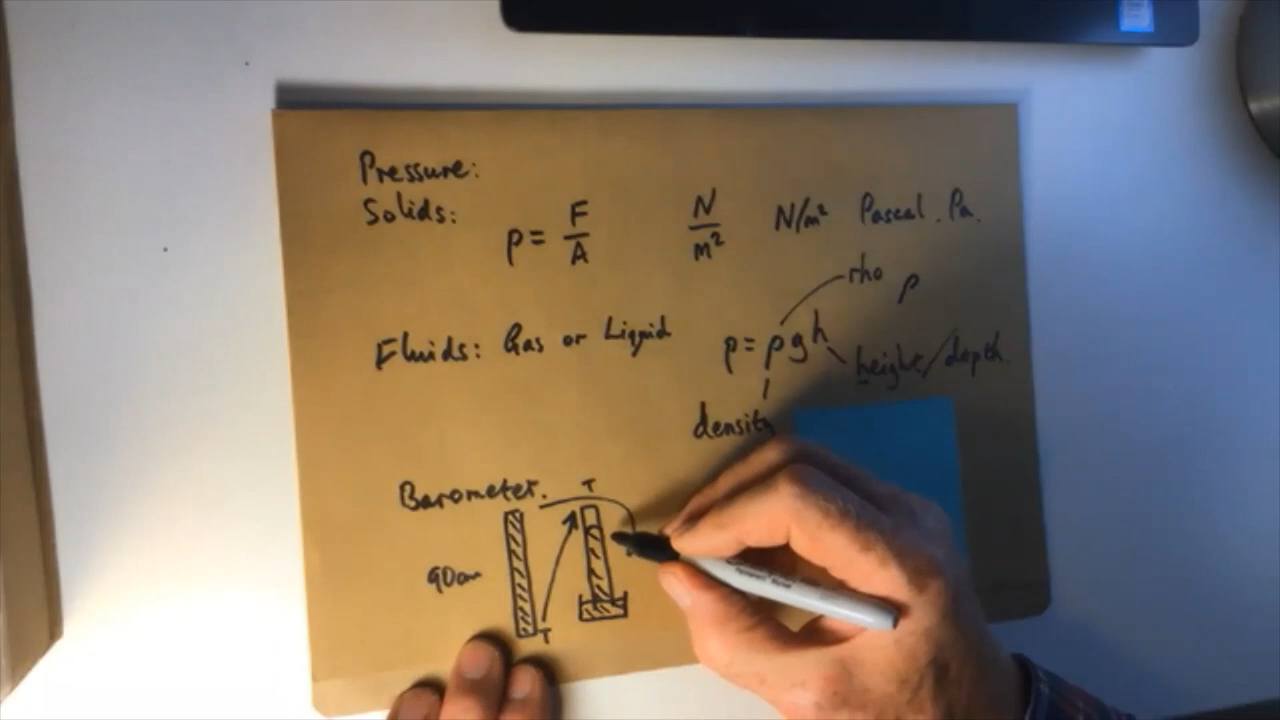 Pressure:
Solids:
p = F/A N/m² N/m² Pascal. Pa.
rho ρ
Fluids: Gas or Liquid p = ρgh
height/depth.
density
Barometer. T
90cm
T